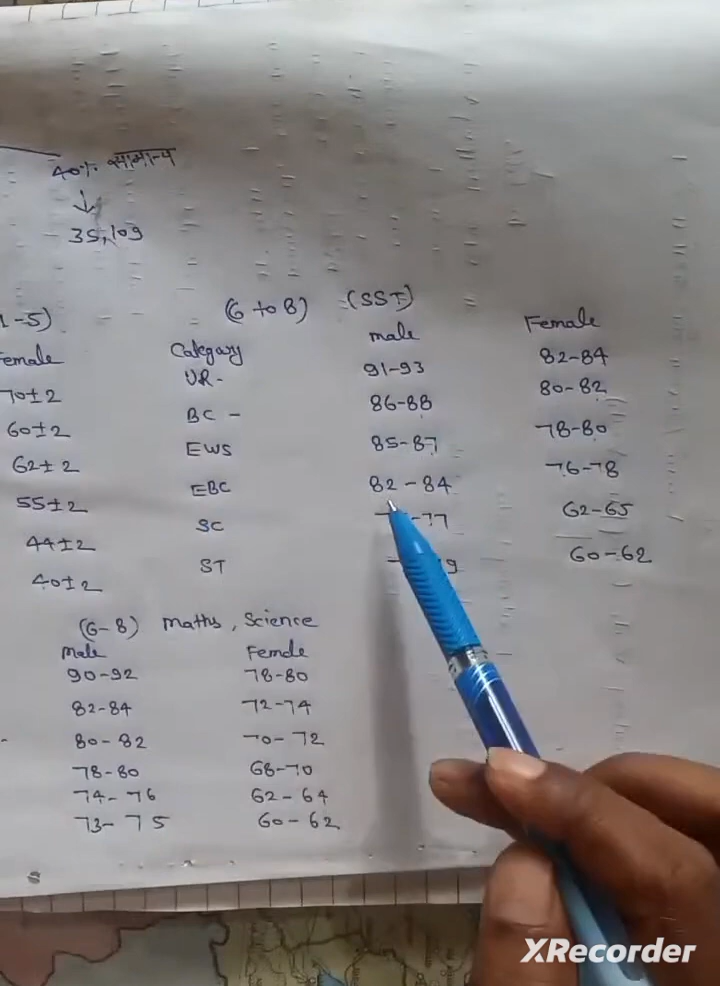 40% सामान्य
↓
35,109
1-5) (6 to 8) (SST)
emale Category male Female
70±2 UR- 91-93 82-84
60±2 BC - 86-88 80-82
62±2 EWS 85-87 78-80
55±2 EBC 82-84 76-78
44±2 SC -77 62-65
40±2 ST 60-62
(6-8) Maths, Science
Male Female
90-92 78-80
82-84 72-74
80-82 70-72
78-80 68-70
74-76 62-64
73-75 60-62
XRecorder